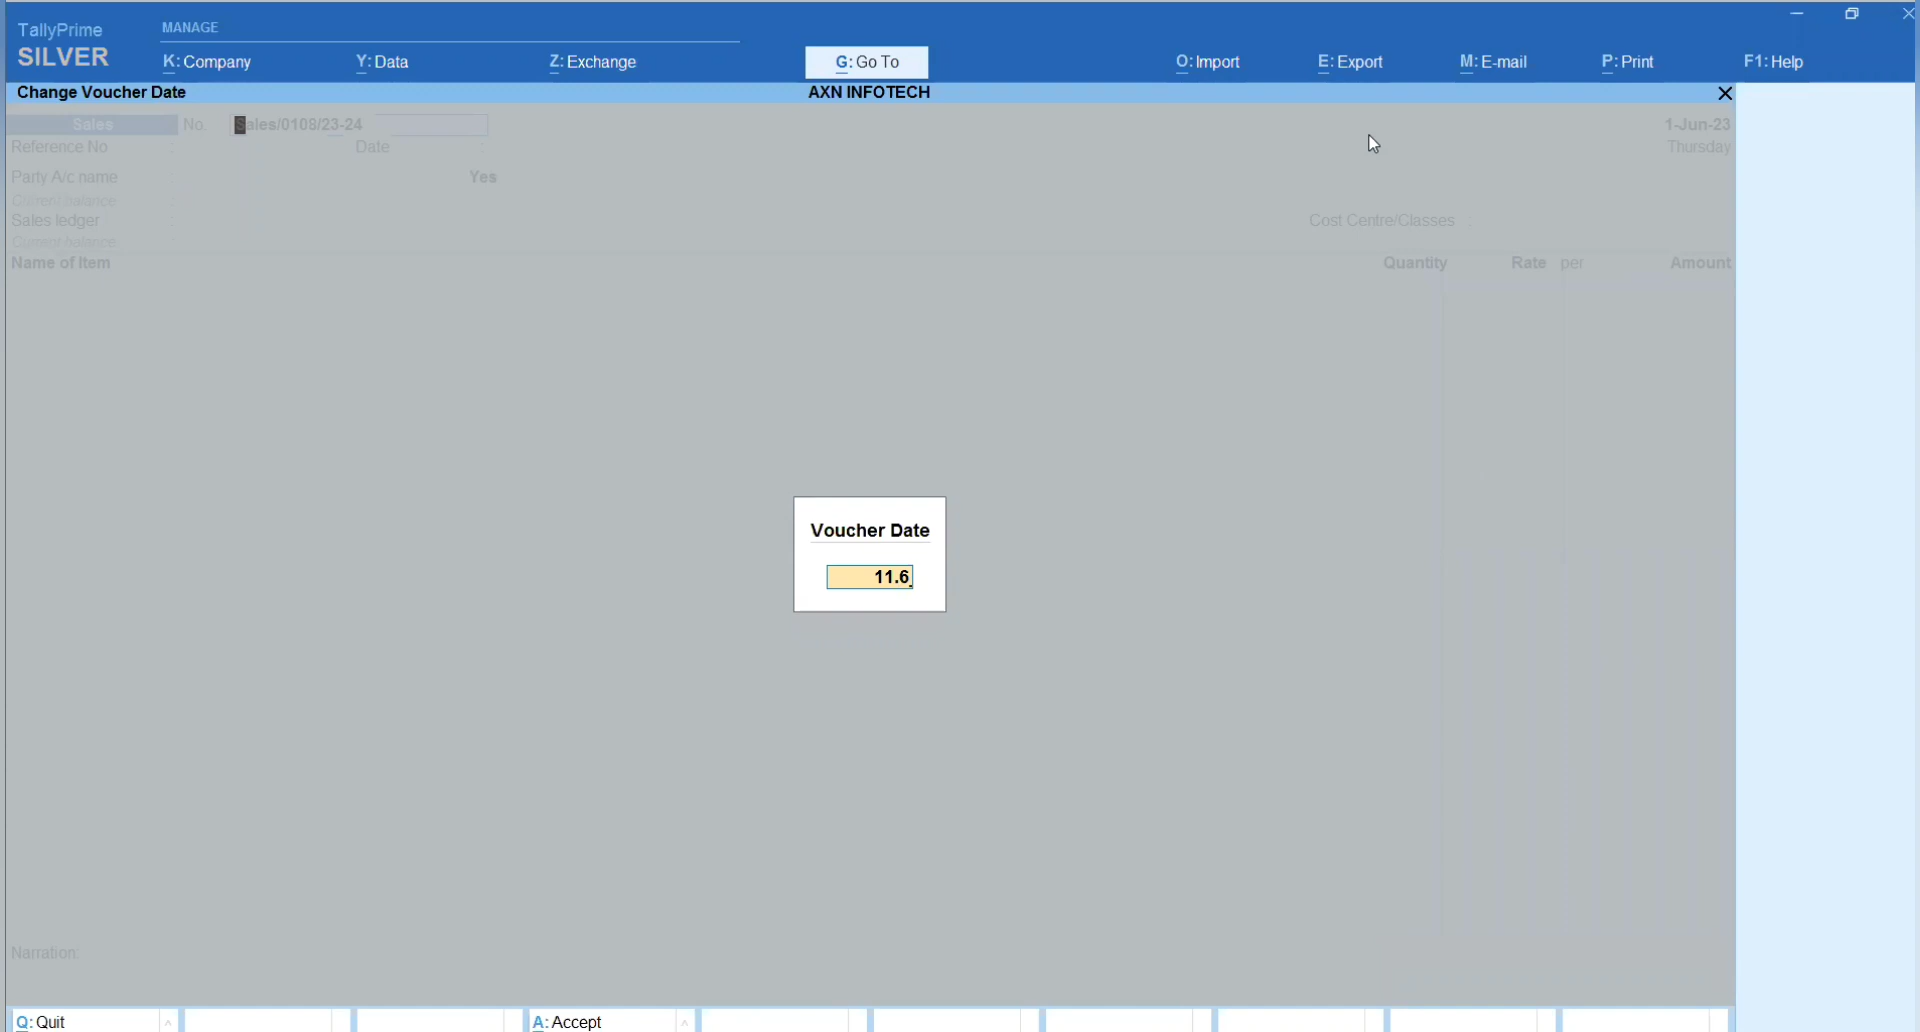 TallyPrime
SILVER
MANAGE
K: Company Y: Data Z: Exchange G: Go To O: Import E: Export M: E-mail P: Print F1: Help
Change Voucher Date AXN INFOTECH
Sales No. Sales/0108/23-24 1-Jun-23
Reference No : Date : Thursday
Party A/c name : Yes
Current balance :
Sales ledger : Cost Centre/Classes :
Current balance :
Name of Item Quantity Rate per Amount
Voucher Date
11.6
Narration:
Q: Quit A: Accept